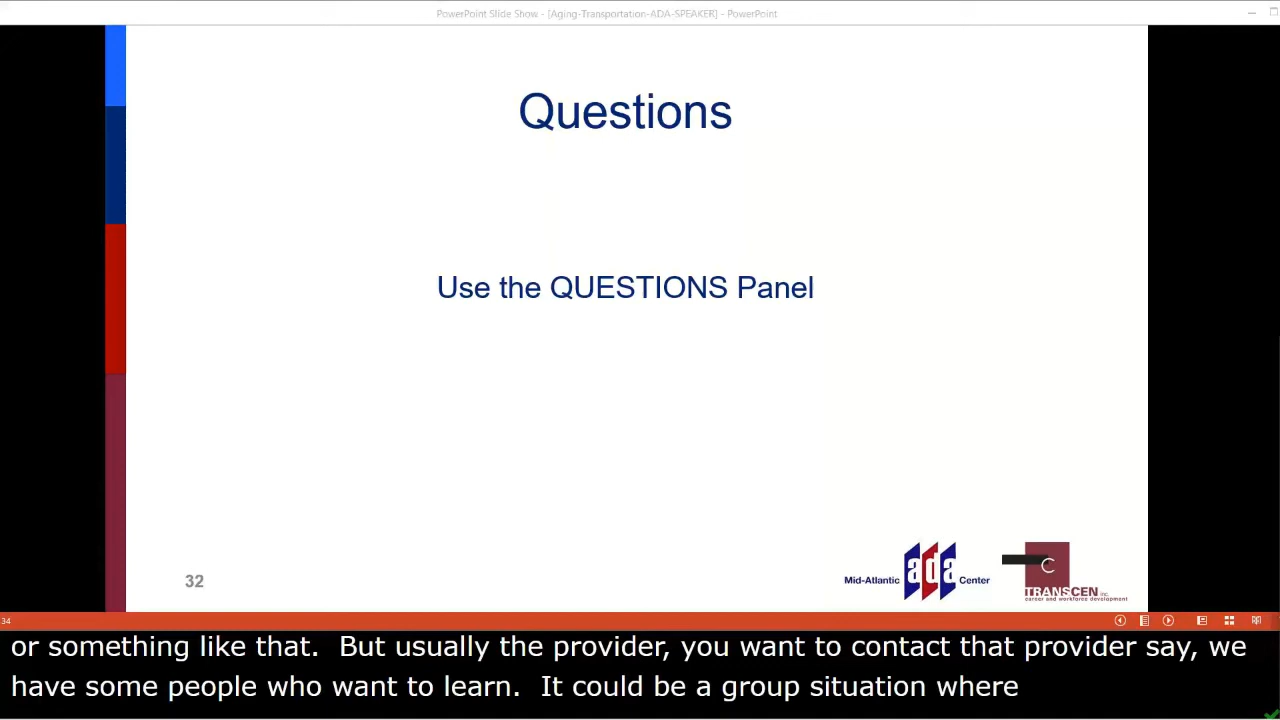 PowerPoint Slide Show - [Aging-Transportation-ADA-SPEAKER] - PowerPoint
Questions
Use the QUESTIONS Panel
32
Mid-Atlantic ada Center
C
TRANSCEN inc.
career and workforce development
34
or something like that.  But usually the provider, you want to contact that provider say, we
have some people who want to learn.  It could be a group situation where